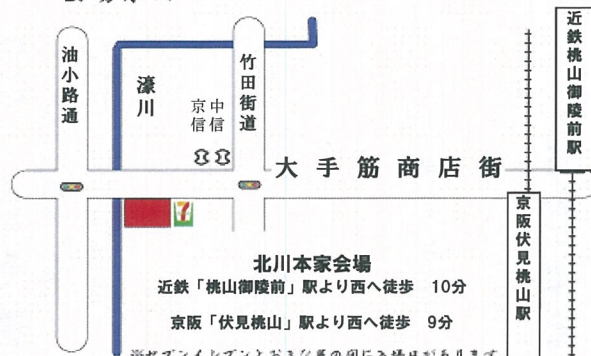 油小路通
濠川
京信
中信
竹田街道
近鉄桃山御陵前駅
大手筋商店街
7
京阪伏見桃山駅
北川本家会場
近鉄「桃山御陵前」駅より西へ徒歩 10分
京阪「伏見桃山」駅より西へ徒歩 9分